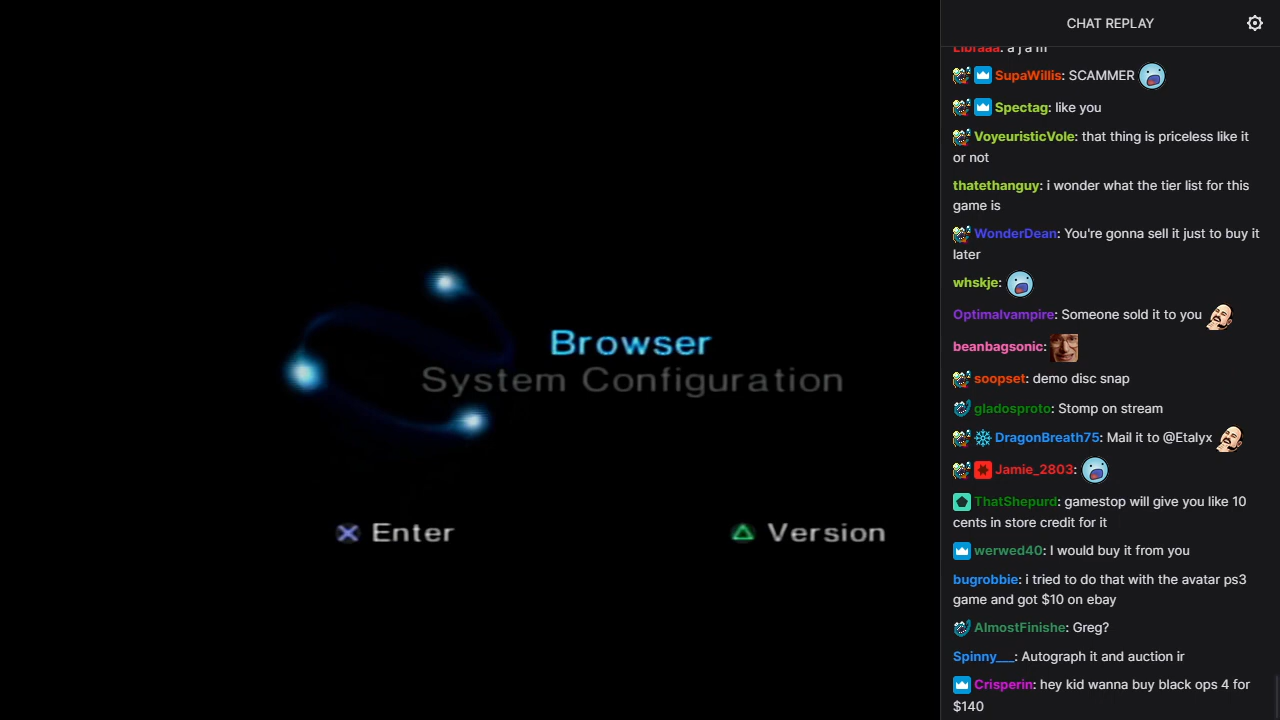 Browser
System Configuration
Enter
Version
CHAT REPLAY
Libraaa: a j a m
SupaWillis: SCAMMER
Spectag: like you
VoyeuristicVole: that thing is priceless like it
or not
thatethanguy: i wonder what the tier list for this
game is
WonderDean: You're gonna sell it just to buy it
later
whskje:
Optimalvampire: Someone sold it to you
beanbagsonic:
soopset: demo disc snap
gladosproto: Stomp on stream
DragonBreath75: Mail it to @Etalyx
Jamie_2803:
ThatShepurd: gamestop will give you like 10
cents in store credit for it
werwed40: I would buy it from you
bugrobbie: i tried to do that with the avatar ps3
game and got $10 on ebay
AlmostFinishe: Greg?
Spinny___: Autograph it and auction ir
Crisperin: hey kid wanna buy black ops 4 for
$140